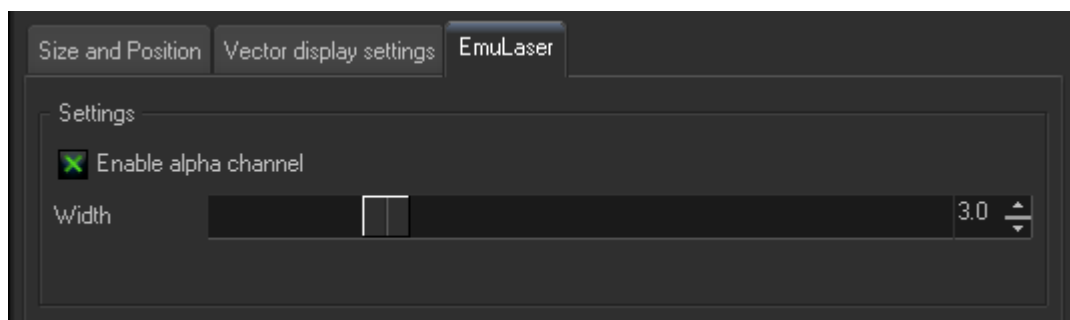 Size and Position Vector display settings EmuLaser
Settings
Enable alpha channel
Width 3.0